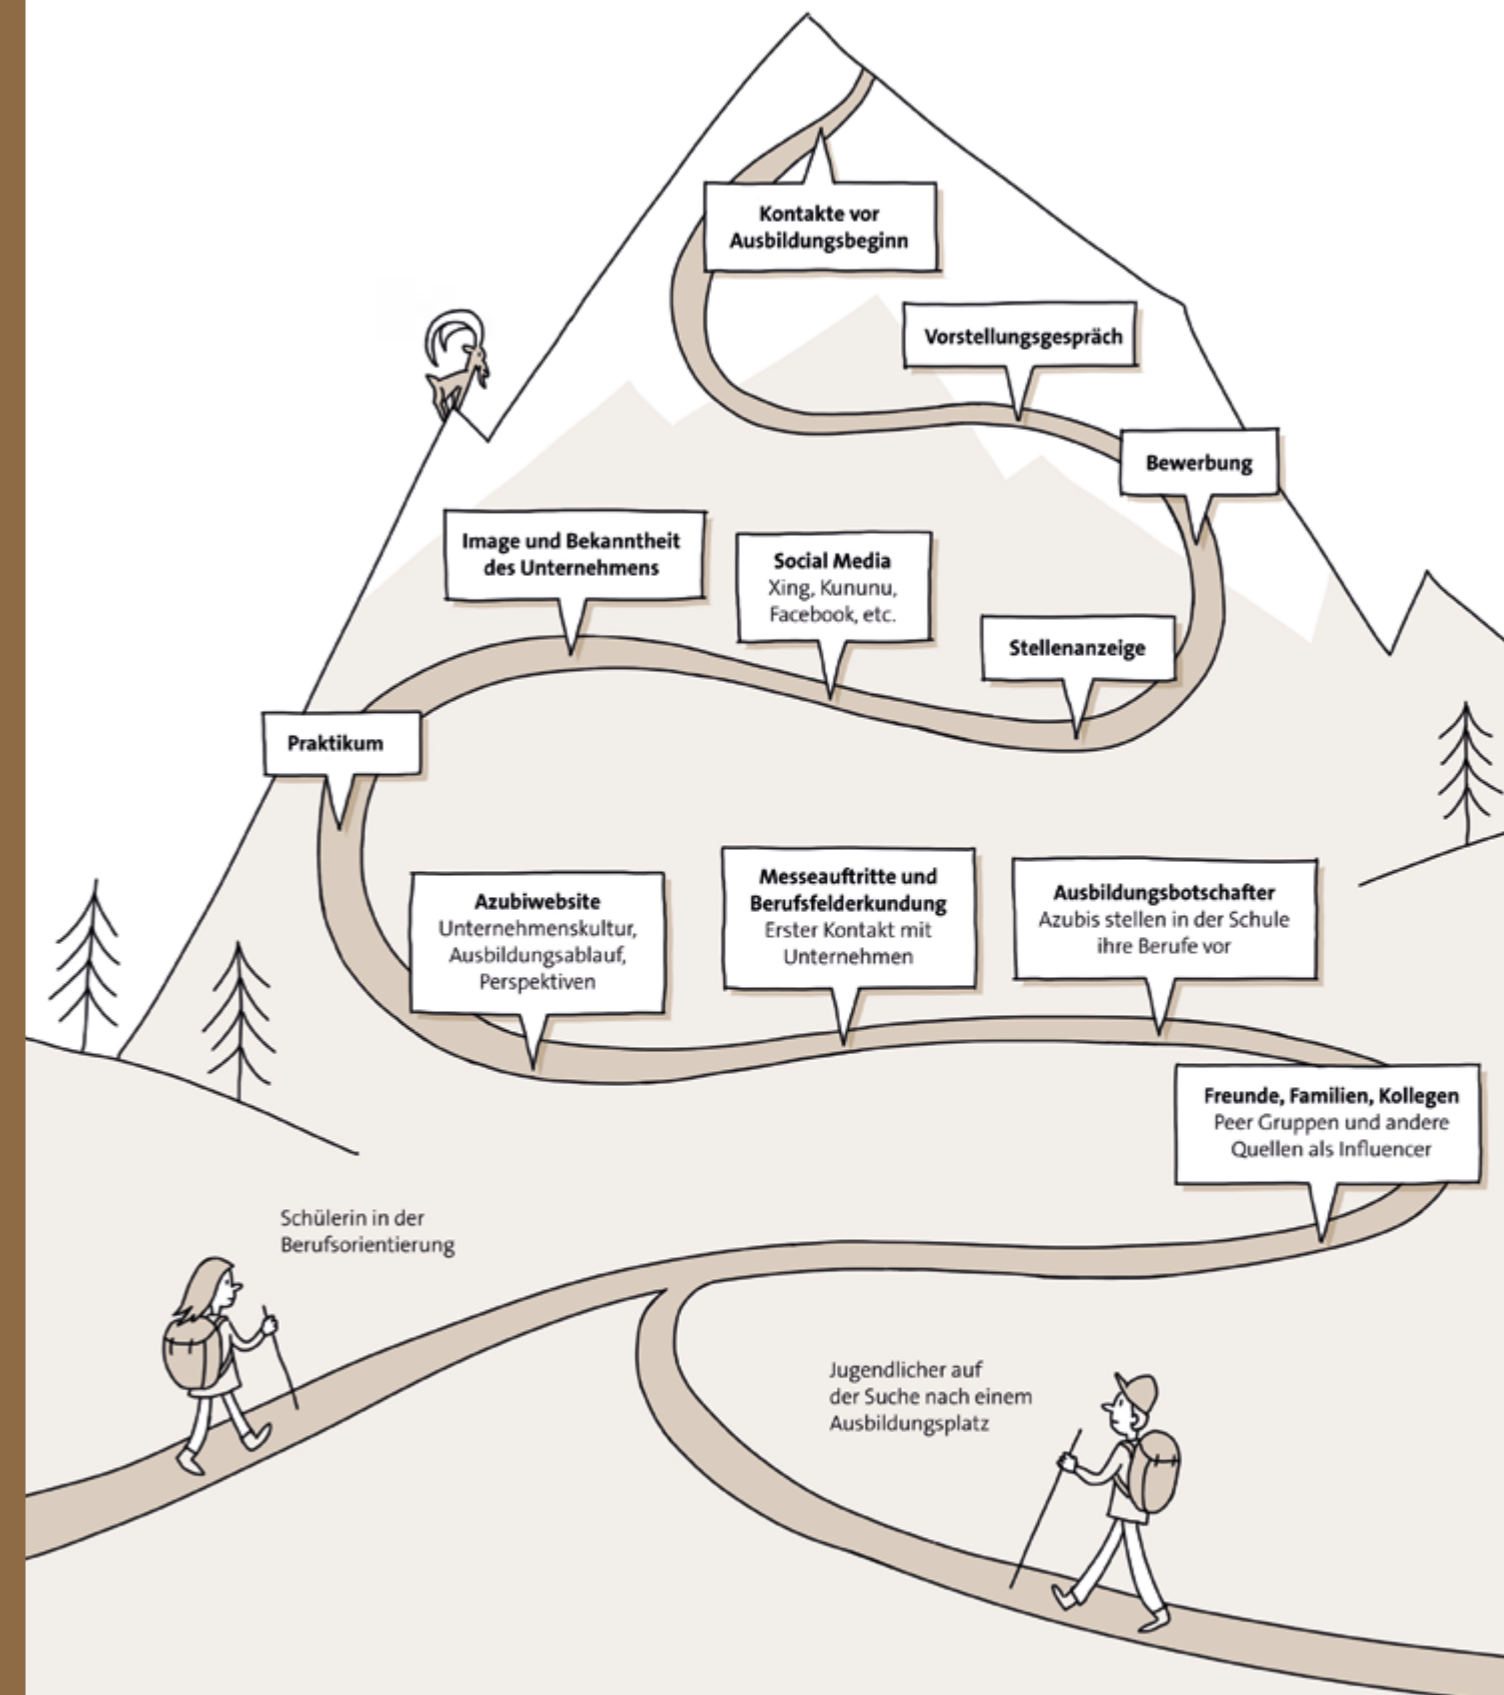 Kontakte vor
Ausbildungsbeginn
Vorstellungsgespräch
Bewerbung
Image und Bekanntheit
des Unternehmens
Social Media
Xing, Kununu,
Facebook, etc.
Stellenanzeige
Praktikum
Azubiwebsite
Unternehmenskultur,
Ausbildungsablauf,
Perspektiven
Messeauftritte und
Berufsfelderkundung
Erster Kontakt mit
Unternehmen
Ausbildungsbotschafter
Azubis stellen in der Schule
ihre Berufe vor
Freunde, Familien, Kollegen
Peer Gruppen und andere
Quellen als Influencer
Schülerin in der
Berufsorientierung
Jugendlicher auf
der Suche nach einem
Ausbildungsplatz